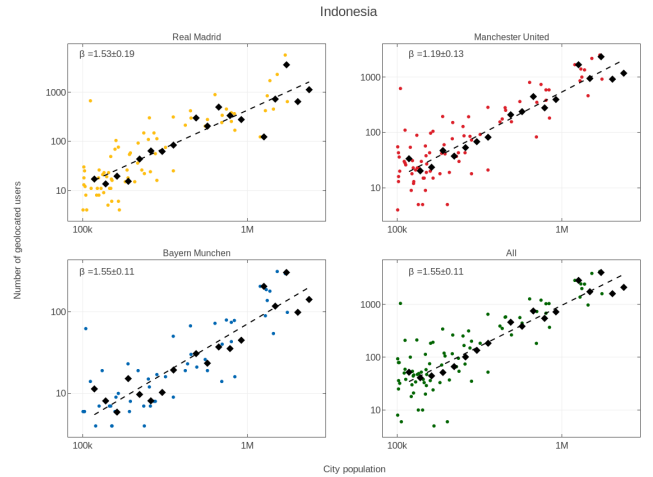 Indonesia
Real Madrid
Manchester United
β =1.53±0.19
β =1.19±0.13
1000
100
10
100k
1M
1000
100
10
100k
1M
Number of geolocated users
Bayern Munchen
All
β =1.55±0.11
β =1.55±0.11
100
10
100k
1M
1000
100
10
100k
1M
City population